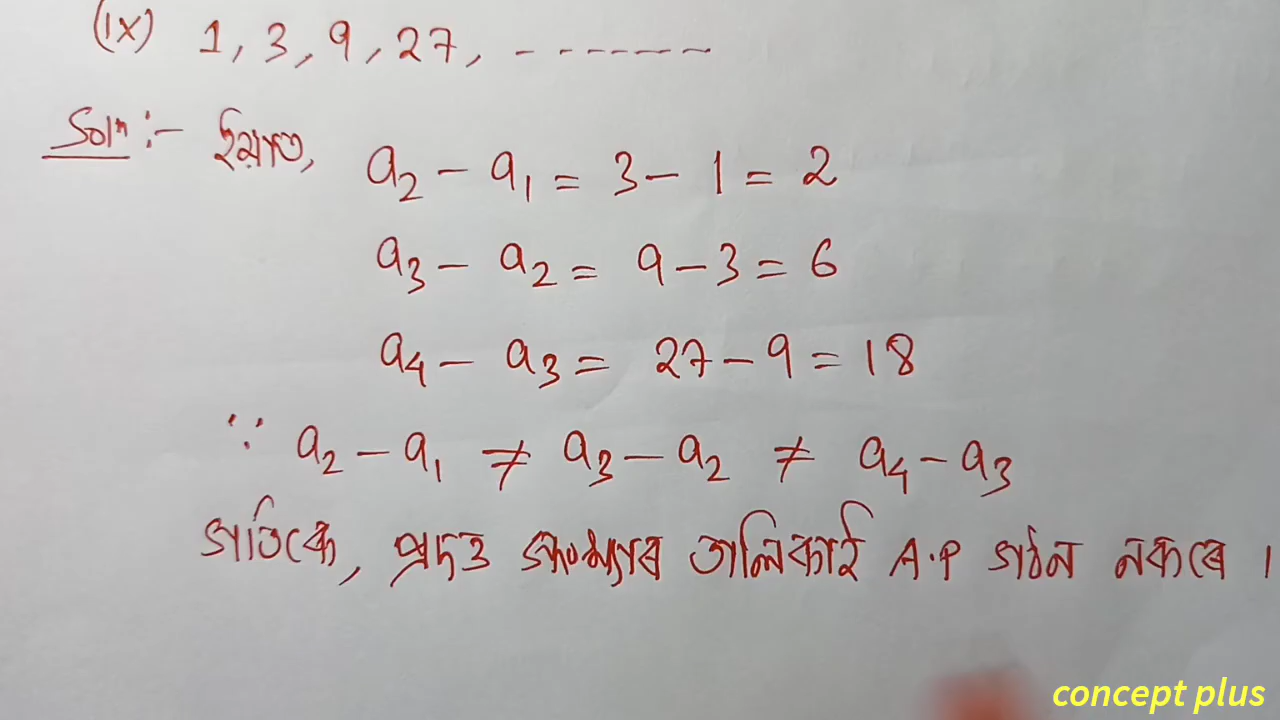 (ix) 1, 3, 9, 27, - - - - - - -
Solⁿ :- ইয়াত,
a₂ - a₁ = 3 - 1 = 2
a₃ - a₂ = 9 - 3 = 6
a₄ - a₃ = 27 - 9 = 18
∵ a₂ - a₁ ≠ a₃ - a₂ ≠ a₄ - a₃
গতিকে, প্ৰদত্ত সংখ্যাৰ তালিকাই A.P গঠন নকৰে ।
concept plus